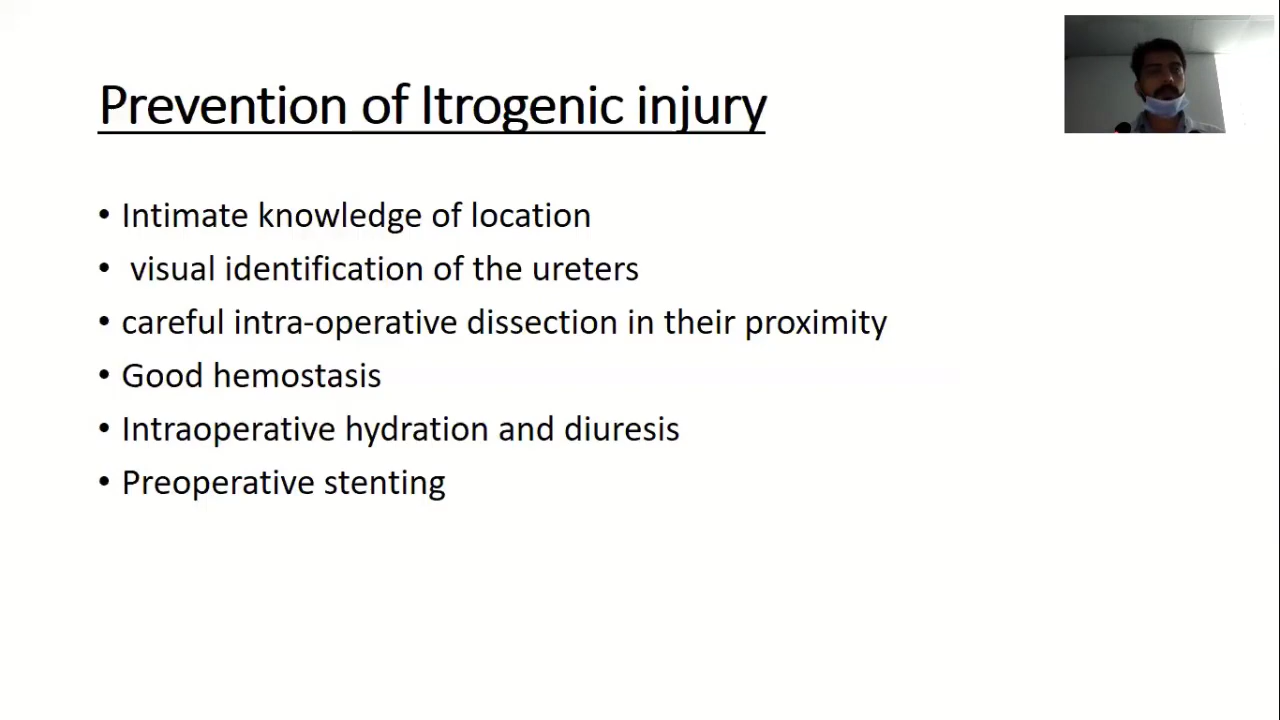 Prevention of Itrogenic injury
• Intimate knowledge of location
• visual identification of the ureters
• careful intra-operative dissection in their proximity
• Good hemostasis
• Intraoperative hydration and diuresis
• Preoperative stenting